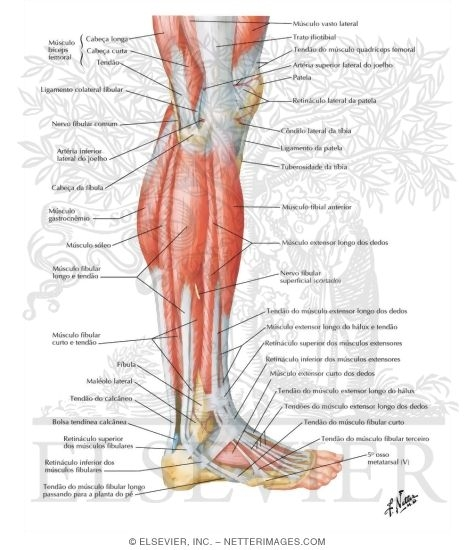 Músculo
bíceps
femoral
Cabeça longa
Cabeça curta
Tendão
Ligamento colateral fibular
Nervo fibular comum
Artéria inferior
lateral do joelho
Cabeça da fíbula
Músculo
gastrocnêmio
Músculo sóleo
Músculo fibular
longo e tendão
Músculo fibular
curto e tendão
Fíbula
Maléolo lateral
Tendão do calcâneo
Bolsa tendínea calcânea
Retináculo superior
dos músculos fibulares
Retináculo inferior dos
músculos fibulares
Tendão do músculo fibular longo
passando para a planta do pé
Músculo vasto lateral
Trato iliotibial
Tendão do músculo quadríceps femoral
Artéria superior lateral do joelho
Patela
Retináculo lateral da patela
Côndilo lateral da tíbia
Ligamento da patela
Tuberosidade da tíbia
Músculo tibial anterior
Músculo extensor longo dos dedos
Nervo fibular
superficial (cortado)
Tendão do músculo extensor longo dos dedos
Músculo extensor longo do hálux e tendão
Retináculo superior dos músculos extensores
Retináculo inferior dos músculos extensores
Músculo extensor curto dos dedos
Tendão do músculo extensor longo do hálux
Tendões do músculo extensor longo dos dedos
Tendão do músculo fibular curto
Tendão do músculo fibular terceiro
5º osso
metatarsal (V)
ELSEVIER
F. Netter
© ELSEVIER, INC. – NETTERIMAGES.COM